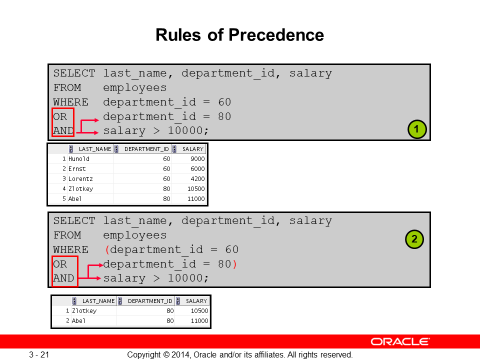 Rules of Precedence
SELECT last_name, department_id, salary
FROM   employees
WHERE  department_id = 60
OR     department_id = 80
AND    salary > 10000;
1
LAST_NAME DEPARTMENT_ID SALARY
1 Hunold 60 9000
2 Ernst 60 6000
3 Lorentz 60 4200
4 Zlotkey 80 10500
5 Abel 80 11000
SELECT last_name, department_id, salary
FROM   employees
WHERE  (department_id = 60
OR     department_id = 80)
AND    salary > 10000;
2
LAST_NAME DEPARTMENT_ID SALARY
1 Zlotkey 80 10500
2 Abel 80 11000
ORACLE
3 - 21 Copyright © 2014, Oracle and/or its affiliates. All rights reserved.